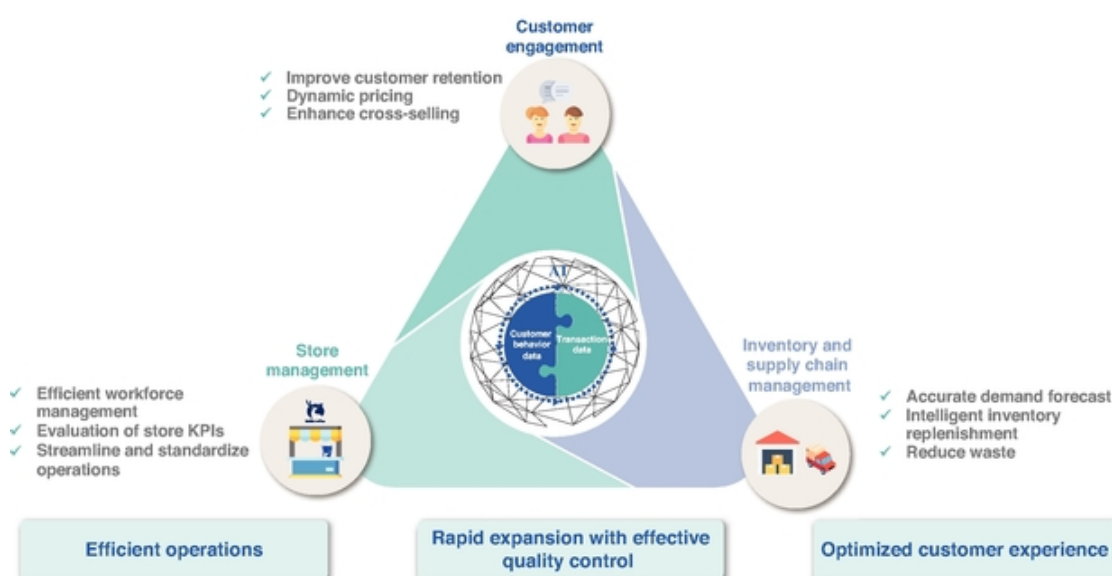 Customer
engagement
Improve customer retention
Dynamic pricing
Enhance cross-selling
AI
Customer
behavior
data
Transaction
data
Store
management
Efficient workforce
management
Evaluation of store KPIs
Streamline and standardize
operations
Inventory and
supply chain
management
Accurate demand forecast
Intelligent inventory
replenishment
Reduce waste
Efficient operations
Rapid expansion with effective
quality control
Optimized customer experience